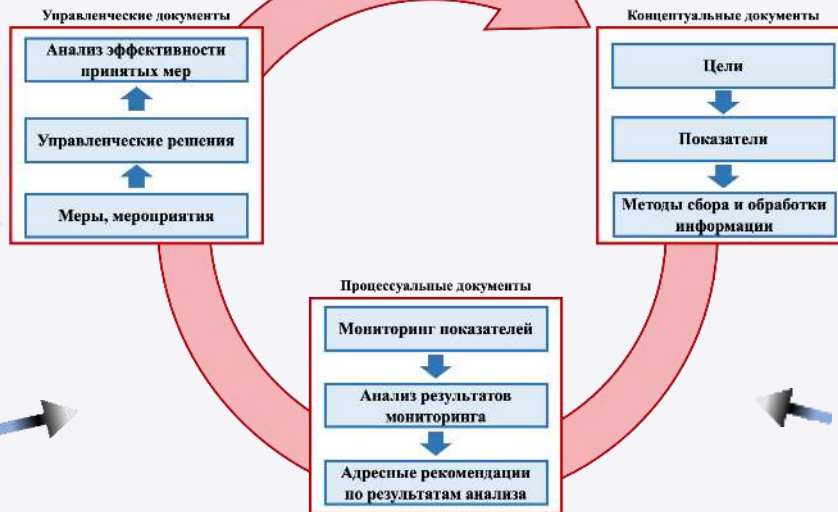 Управленческие документы
Анализ эффективности
принятых мер
Управленческие решения
Меры, мероприятия
Концептуальные документы
Цели
Показатели
Методы сбора и обработки
информации
Процессуальные документы
Мониторинг показателей
Анализ результатов
мониторинга
Адресные рекомендации
по результатам анализа